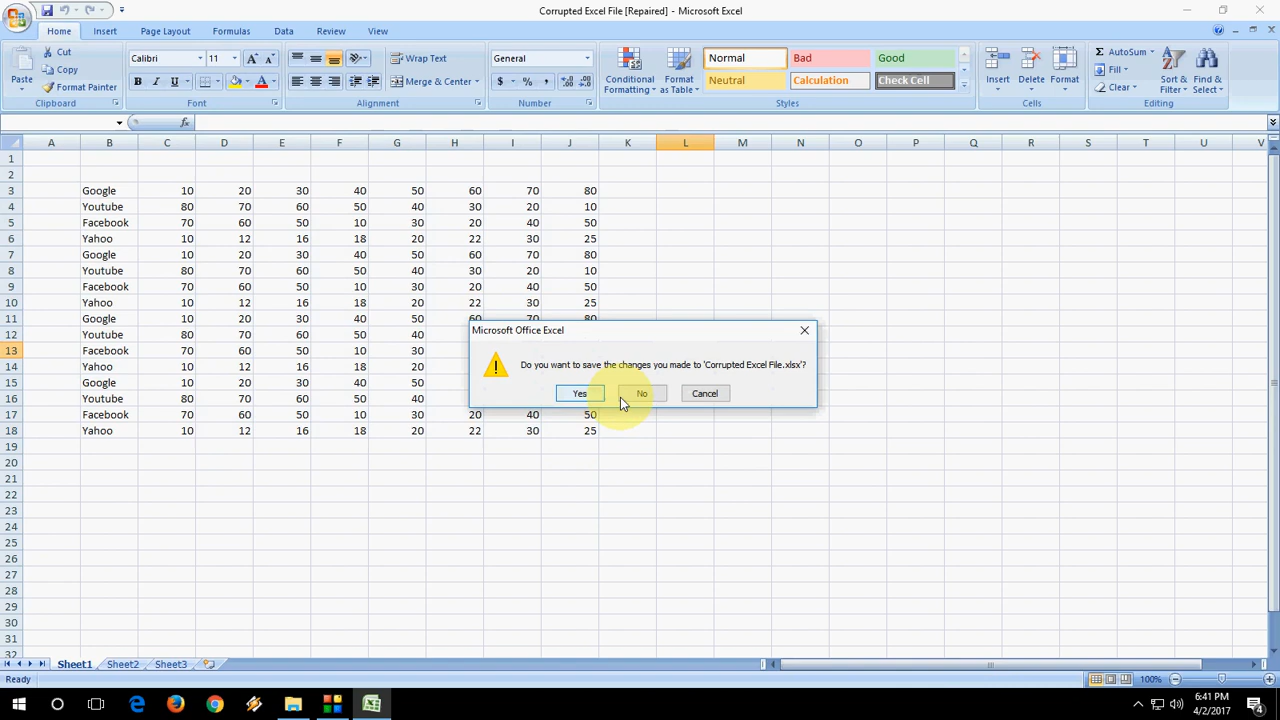 Corrupted Excel File [Repaired] - Microsoft Excel
Home Insert Page Layout Formulas Data Review View
Paste Cut Copy Format Painter Clipboard
Calibri 11 A A B I U A Font
Wrap Text Merge & Center Alignment
General $ % , Number
Conditional Formatting Format as Table Normal Bad Good Neutral Calculation Check Cell Styles
Insert Delete Format Cells
Σ AutoSum Fill Clear Sort & Filter Find & Select Editing
fx
A B C D E F G H I J K L M N O P Q R S T U V
1
2
3 Google 10 20 30 40 50 60 70 80
4 Youtube 80 70 60 50 40 30 20 10
5 Facebook 70 60 50 10 30 20 40 50
6 Yahoo 10 12 16 18 20 22 30 25
7 Google 10 20 30 40 50 60 70 80
8 Youtube 80 70 60 50 40 30 20 10
9 Facebook 70 60 50 10 30 20 40 50
10 Yahoo 10 12 16 18 20 22 30 25
11 Google 10 20 30 40 50 60 70 80
12 Youtube 80 70 60 50 40
13 Facebook 70 60 50 10 30
14 Yahoo 10 12 16 18 20
15 Google 10 20 30 40 50
16 Youtube 80 70 60 50 40
17 Facebook 70 60 50 10 30 20 40 50
18 Yahoo 10 12 16 18 20 22 30 25
19
20
21
22
23
24
25
26
27
28
29
30
31
32
Microsoft Office Excel
Do you want to save the changes you made to 'Corrupted Excel File.xlsx'?
Yes No Cancel
Sheet1 Sheet2 Sheet3
Ready 100%
6:41 PM
4/2/2017
4